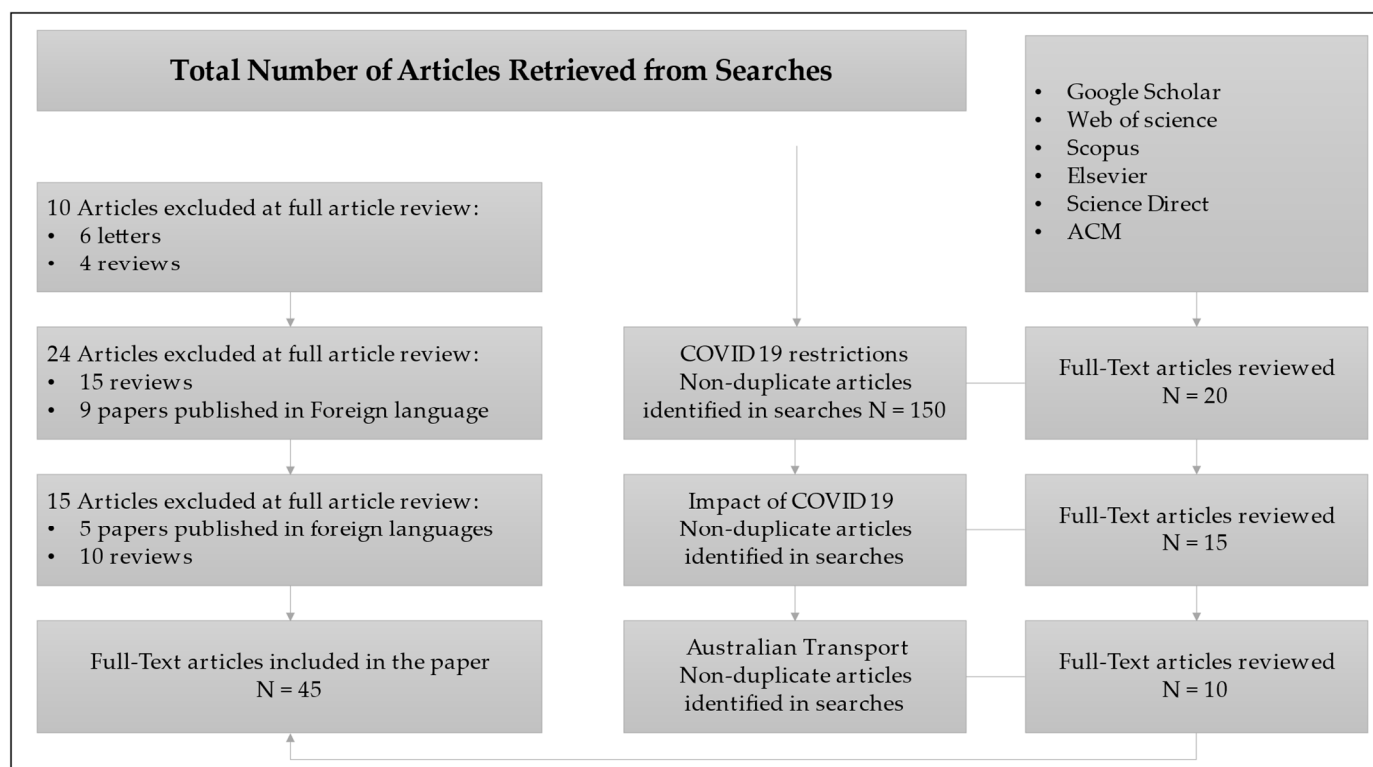 Total Number of Articles Retrieved from Searches
• Google Scholar
• Web of science
• Scopus
• Elsevier
• Science Direct
• ACM
10 Articles excluded at full article review:
• 6 letters
• 4 reviews
24 Articles excluded at full article review:
• 15 reviews
• 9 papers published in Foreign language
COVID 19 restrictions
Non-duplicate articles
identified in searches N = 150
Full-Text articles reviewed
N = 20
15 Articles excluded at full article review:
• 5 papers published in foreign languages
• 10 reviews
Impact of COVID 19
Non-duplicate articles
identified in searches
Full-Text articles reviewed
N = 15
Full-Text articles included in the paper
N = 45
Australian Transport
Non-duplicate articles
identified in searches
Full-Text articles reviewed
N = 10